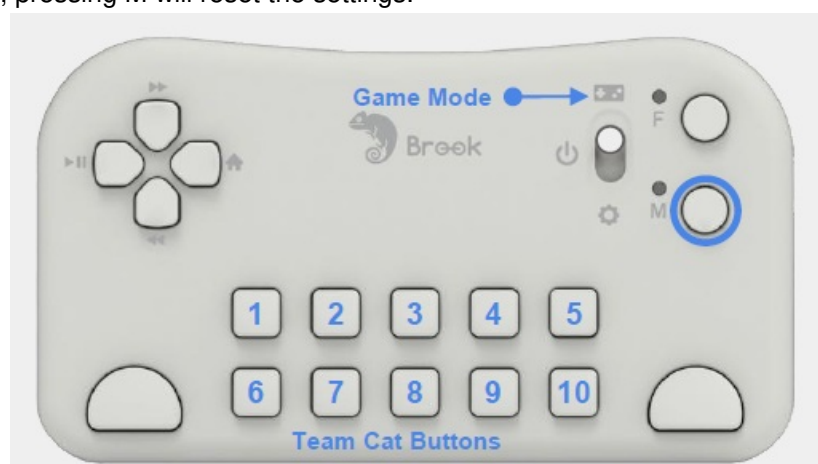 , pressing M will reset the settings.
Game Mode
F
Brook
M
1 2 3 4 5
6 7 8 9 10
Team Cat Buttons